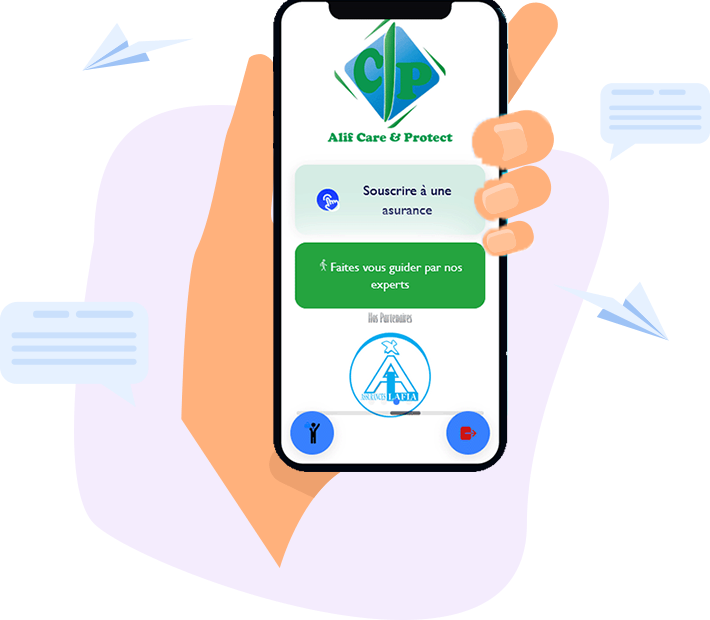 CP
Alif Care & Protect
Souscrire à une
asurance
Faites vous guider par nos
experts
Nos Partenaires
ASSURANCES LAFIA